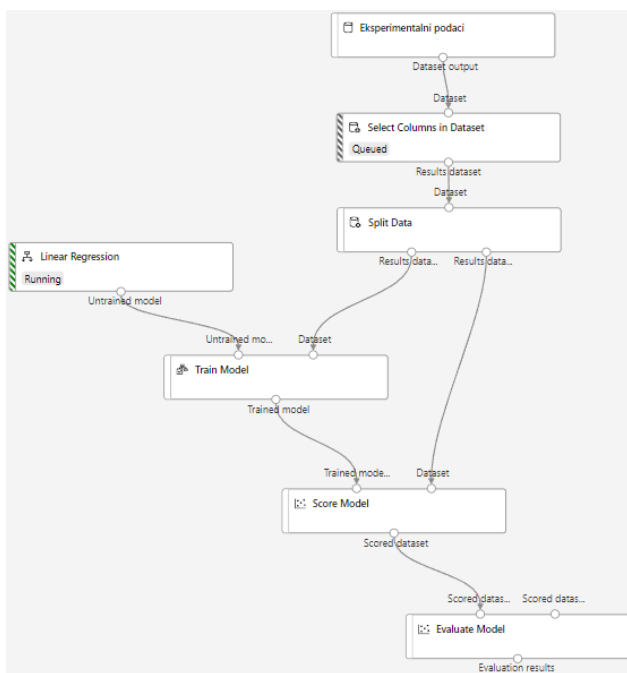 Eksperimentalni podaci
Dataset output
Dataset
Select Columns in Dataset
Queued
Results dataset
Dataset
Split Data
Results data... Results data...
Linear Regression
Running
Untrained model
Untrained mo... Dataset
Train Model
Trained model
Trained mode... Dataset
Score Model
Scored dataset
Scored datas... Scored datas...
Evaluate Model
Evaluation results